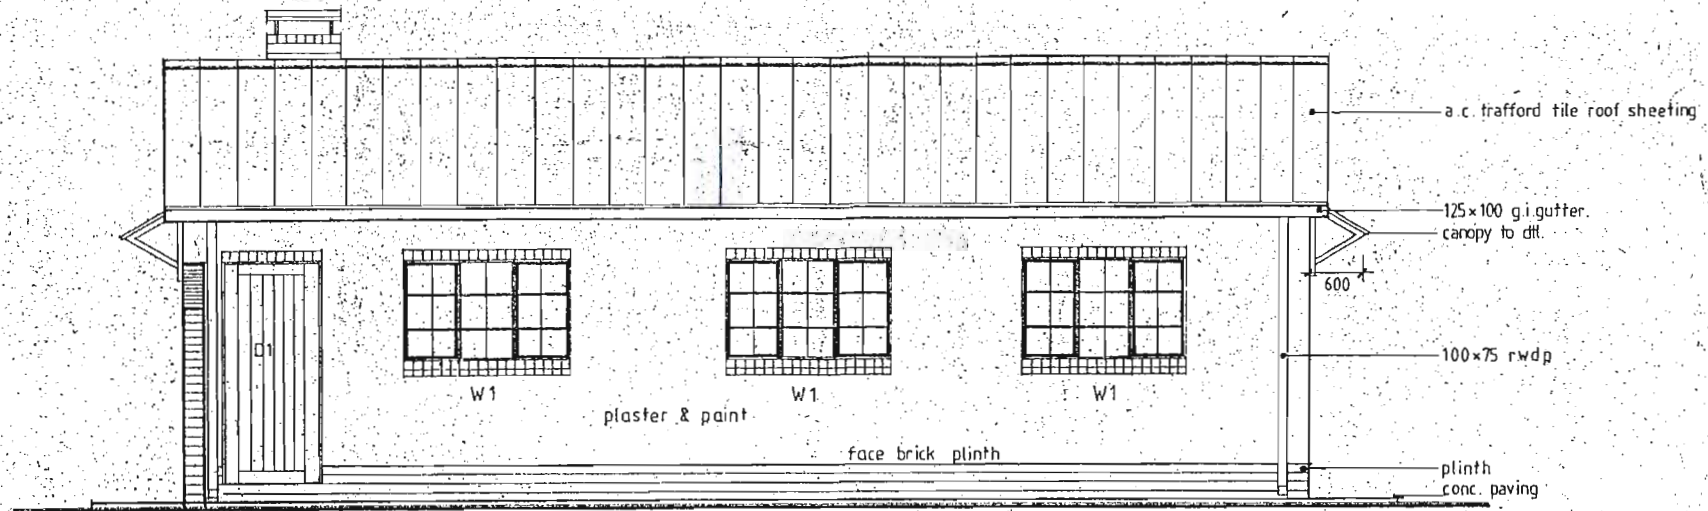 a.c. trafford tile roof sheeting
125×100 g.i.gutter.
canopy to dtl.
600
D1
100×75 rwdp
W1
W1
W1
plaster & paint
face brick plinth
plinth
conc. paving